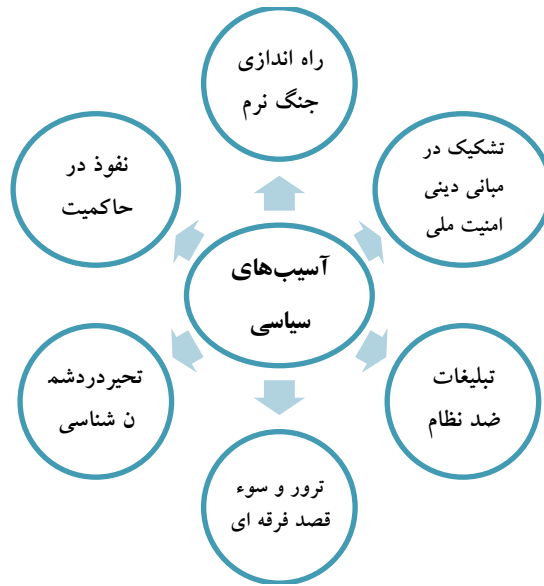 راه اندازی
جنگ نرم
تشکیک در
مبانی دینی
امنیت ملی
نفوذ در
حاکمیت
آسیب‌های
سیاسی
تبلیغات
ضد نظام
تحیردردشم
ن شناسی
ترور و سوء
قصد فرقه ای